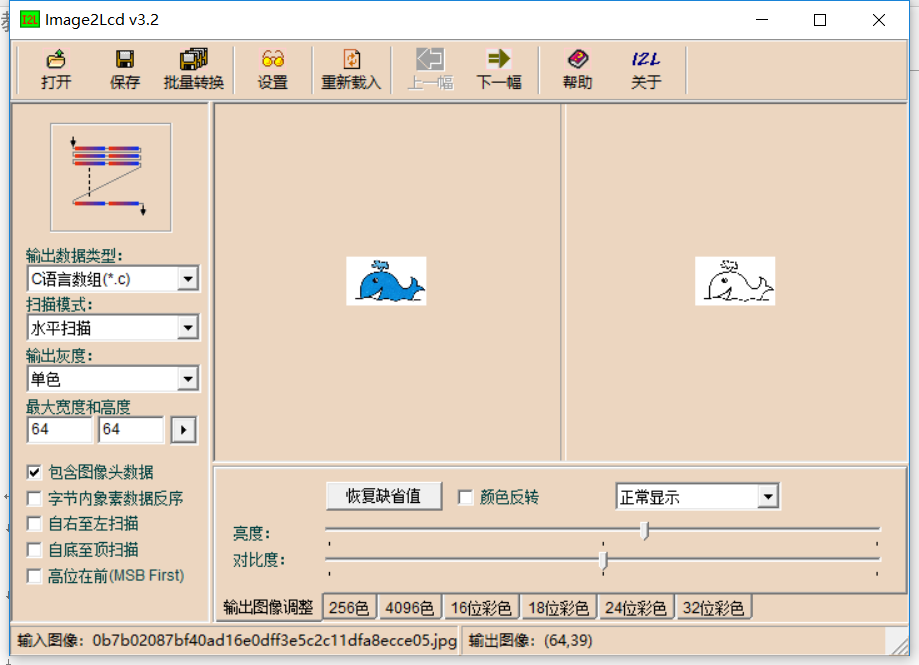 Image2Lcd v3.2
打开 保存 批量转换 设置 重新载入 上一幅 下一幅 帮助 I2L 关于
输出数据类型:
C语言数组(*.c)
扫描模式:
水平扫描
输出灰度:
单色
最大宽度和高度
64 64
包含图像头数据
字节内象素数据反序
自右至左扫描
自底至顶扫描
高位在前(MSB First)
恢复缺省值 颜色反转 正常显示
亮度:
对比度:
输出图像调整 256色 4096色 16位彩色 18位彩色 24位彩色 32位彩色
输入图像: 0b7b02087bf40ad16e0dff3e5c2c11dfa8ecce05.jpg 输出图像: (64,39)